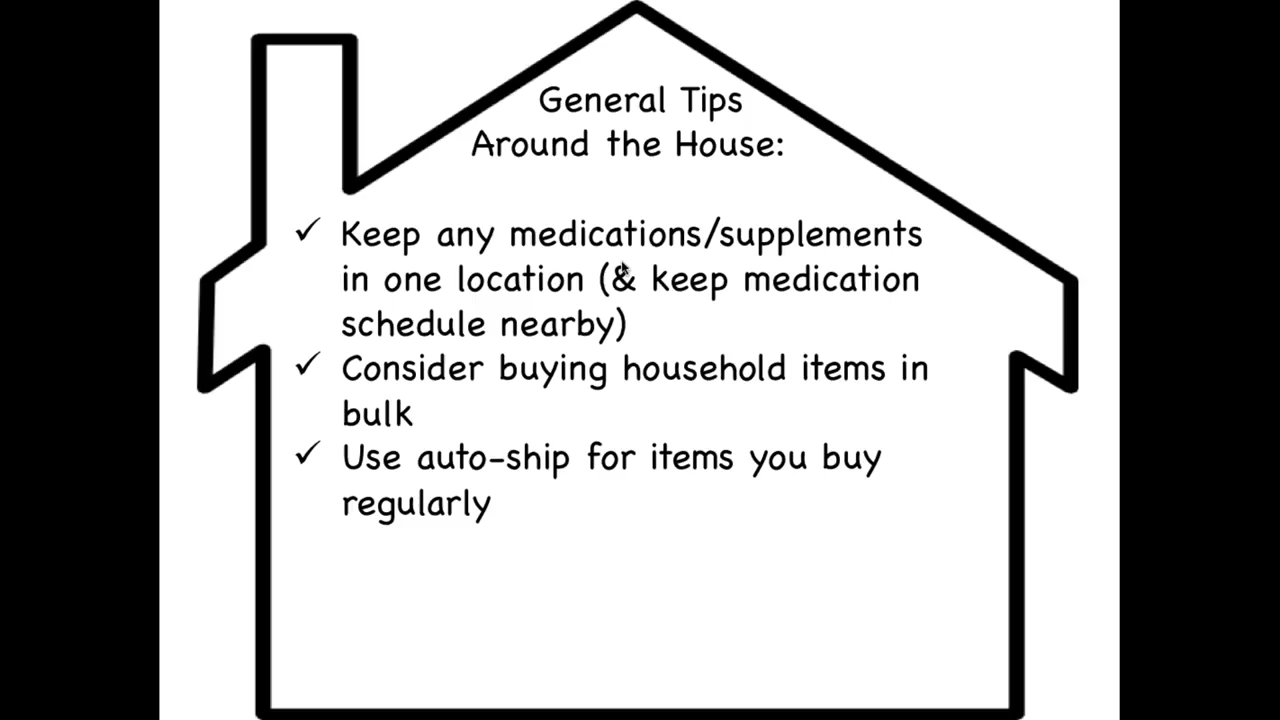 General Tips
Around the House:
✓ Keep any medications/supplements
in one location (& keep medication
schedule nearby)
✓ Consider buying household items in
bulk
✓ Use auto-ship for items you buy
regularly